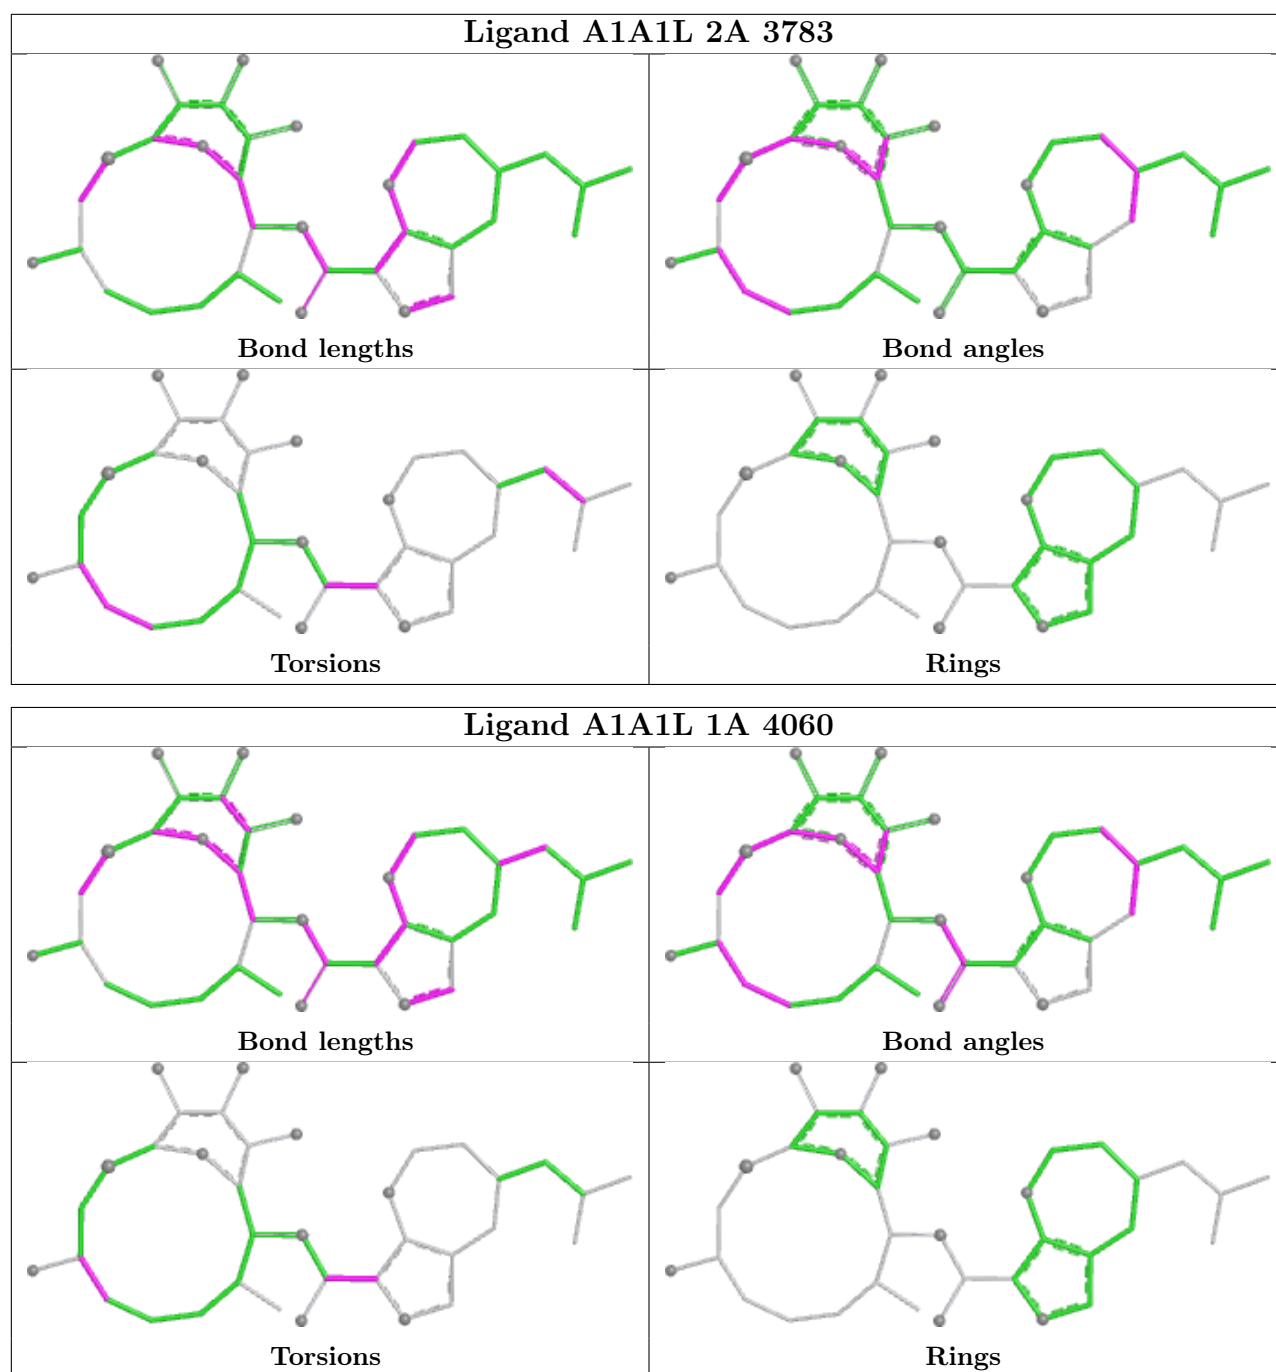 Ligand A1A1L 2A 3783
Bond lengths
Bond angles
Torsions
Rings
Ligand A1A1L 1A 4060
Bond lengths
Bond angles
Torsions
Rings